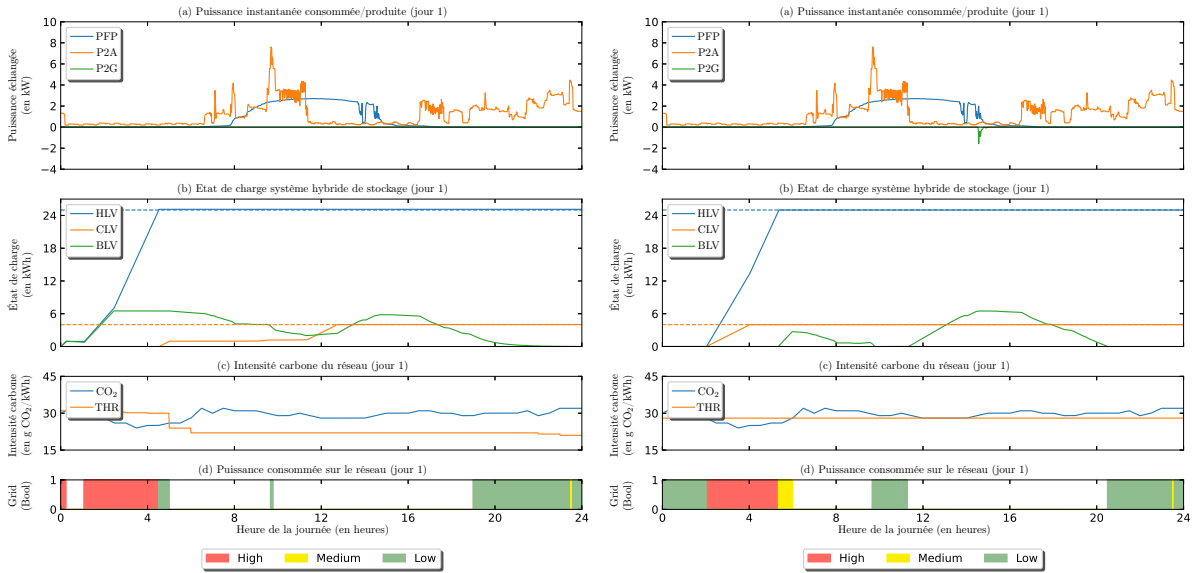 (a) Puissance instantanée consommée/produite (jour 1)
Puissance échangée
(en kW)
10
8
6
4
2
0
−2
−4
PFP
P2A
P2G
(b) Etat de charge système hybride de stockage (jour 1)
État de charge
(en kWh)
24
18
12
6
0
HLV
CLV
BLV
(c) Intensité carbone du réseau (jour 1)
Intensité carbone
(en g CO2/kWh)
45
30
15
CO2
THR
(d) Puissance consommée sur le réseau (jour 1)
Grid
(Bool)
1
0
0 4 8 12 16 20 24
Heure de la journée (en heures)
High Medium Low
(a) Puissance instantanée consommée/produite (jour 1)
Puissance échangée
(en kW)
10
8
6
4
2
0
−2
−4
PFP
P2A
P2G
(b) Etat de charge système hybride de stockage (jour 1)
État de charge
(en kWh)
24
18
12
6
0
HLV
CLV
BLV
(c) Intensité carbone du réseau (jour 1)
Intensité carbone
(en g CO2/kWh)
45
30
15
CO2
THR
(d) Puissance consommée sur le réseau (jour 1)
Grid
(Bool)
1
0
0 4 8 12 16 20 24
Heure de la journée (en heures)
High Medium Low